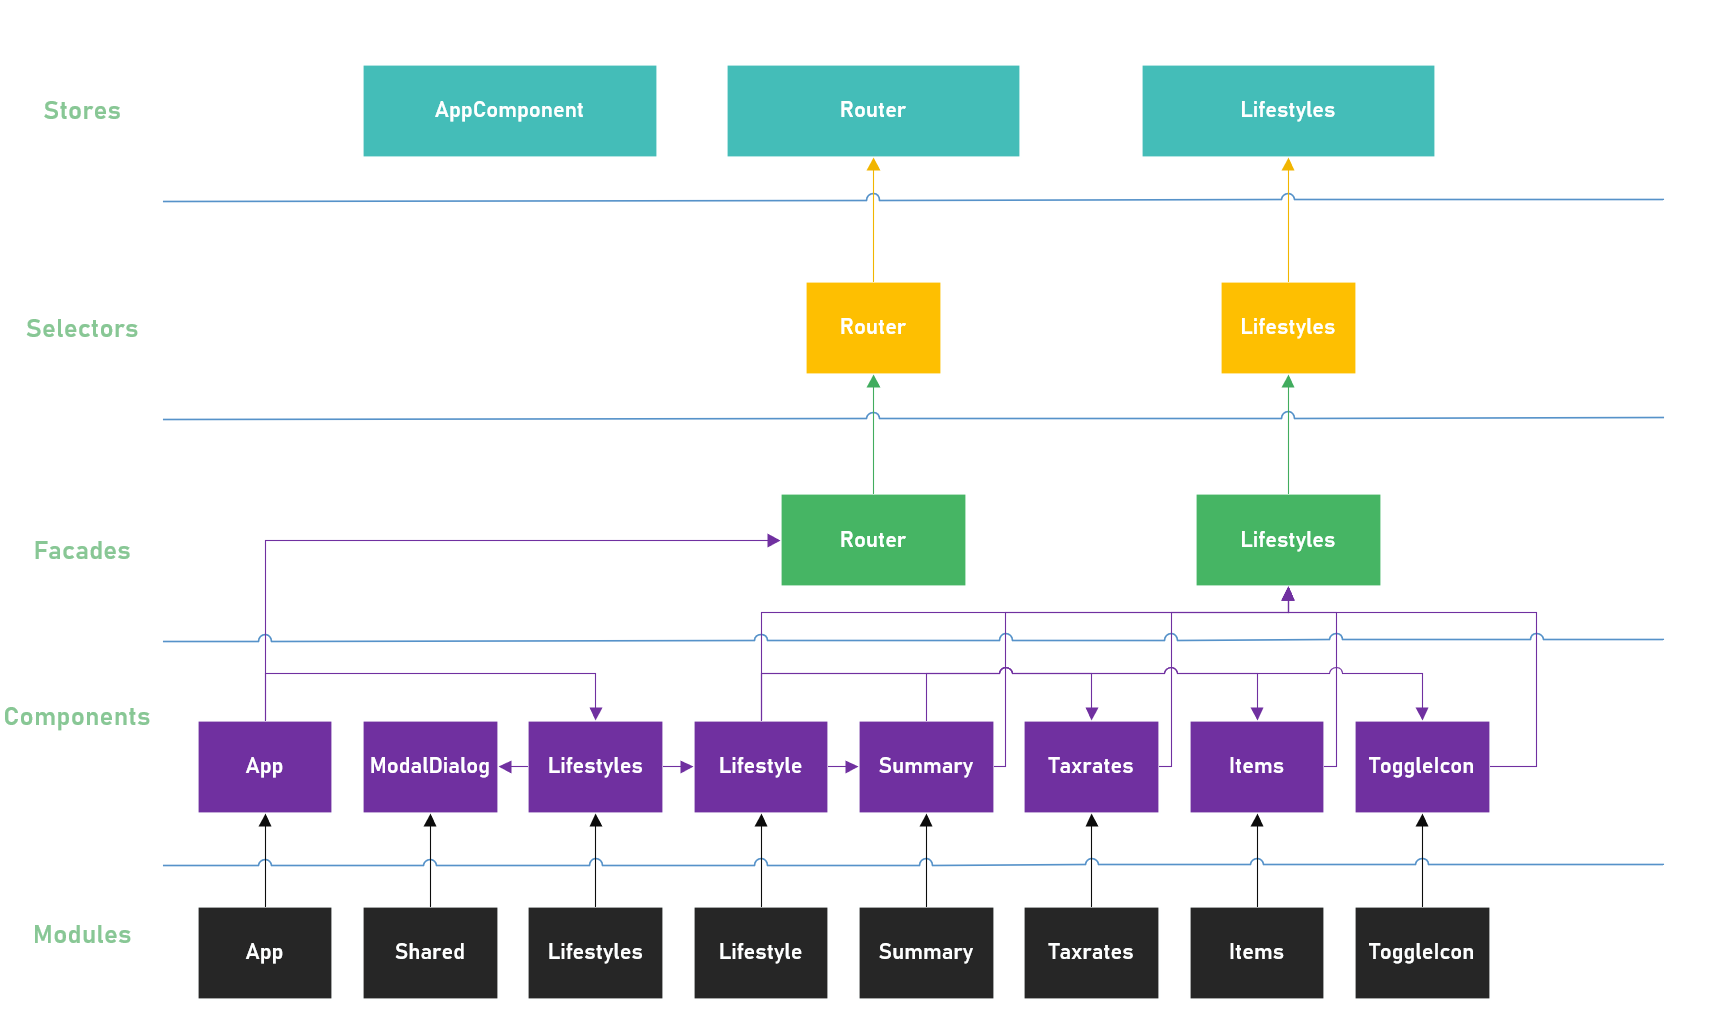 Stores
AppComponent
Router
Lifestyles
Selectors
Router
Lifestyles
Facades
Router
Lifestyles
Components
App
ModalDialog
Lifestyles
Lifestyle
Summary
Taxrates
Items
ToggleIcon
Modules
App
Shared
Lifestyles
Lifestyle
Summary
Taxrates
Items
ToggleIcon